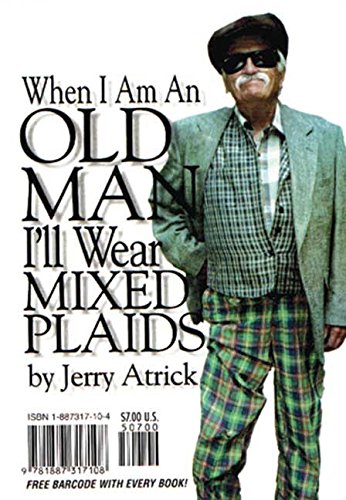 When I Am An
OLD
MAN
I'll Wear
MIXED
PLAIDS
by Jerry Atrick
ISBN 1-887317-10-4
$7.00 U.S.
50700
9 781887 317108
FREE BARCODE WITH EVERY BOOK!